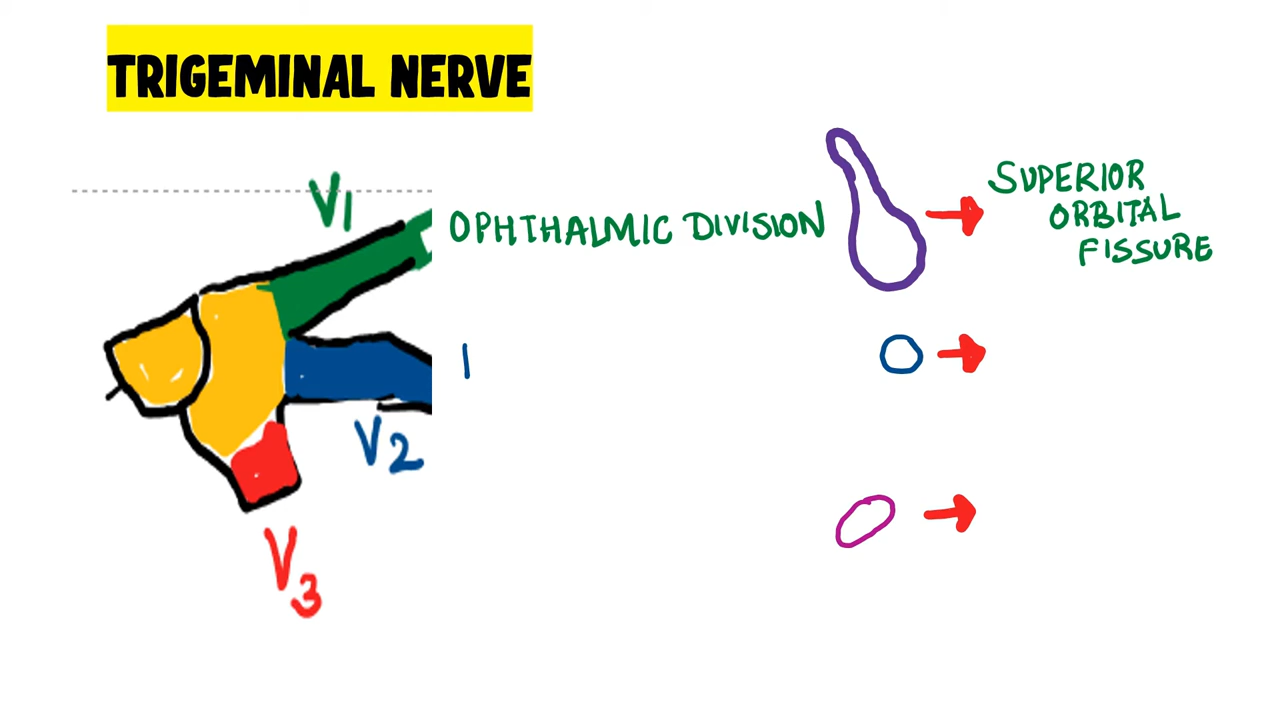 TRIGEMINAL NERVE
V1
OPHTHALMIC DIVISION
SUPERIOR
ORBITAL
FISSURE
V2
V3